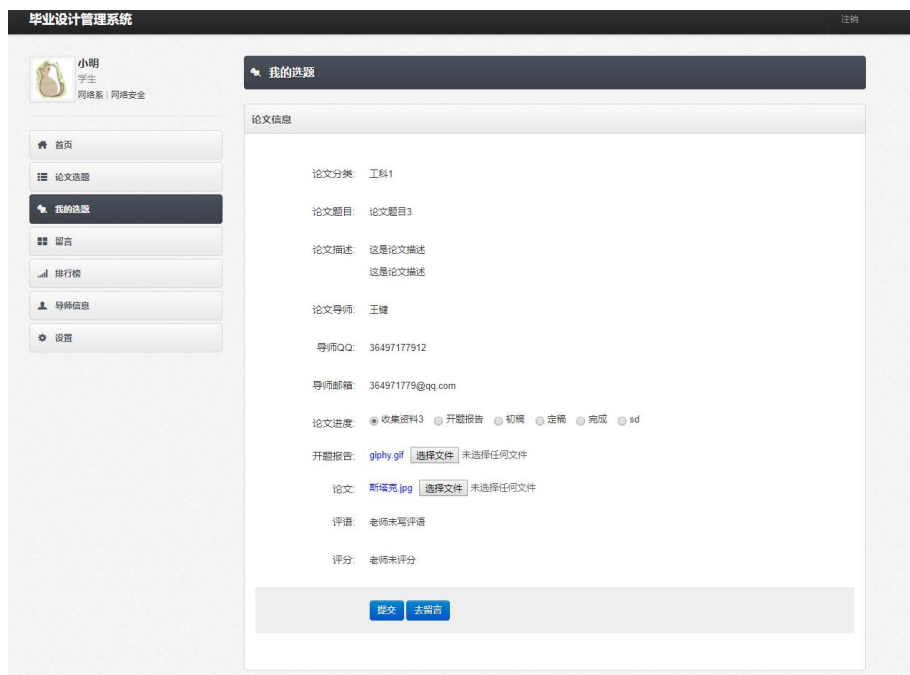 毕业设计管理系统 注销
小明
学生
网络系 | 网络安全
首页
论文选题
我的选题
留言
排行榜
导师信息
设置
我的选题
论文信息
论文分类: 工科1
论文题目: 论文题目3
论文描述: 这是论文描述
这是论文描述
论文导师: 王键
导师QQ: 36497177912
导师邮箱: 364971779@qq.com
论文进度: 收集资料3 开题报告 初稿 定稿 完成 sd
开题报告: giphy.gif 选择文件 未选择任何文件
论文: 斯塔克.jpg 选择文件 未选择任何文件
评语: 老师未写评语
评分: 老师未评分
提交 去留言